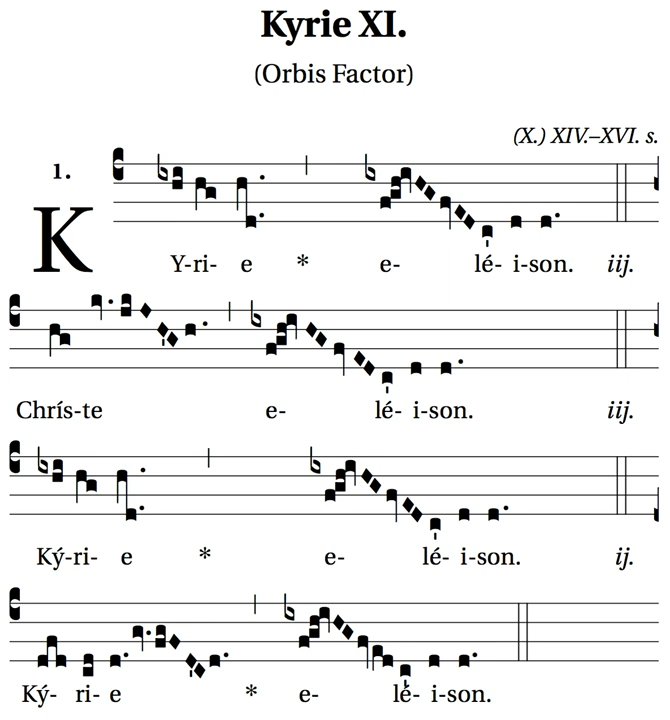 Kyrie XI.
(Orbis Factor)
(X.) XIV.–XVI. s.
1.
KY-ri- e * e- lé- i-son. iij.
Chrís-te e- lé- i-son. iij.
Ký-ri- e * e- lé- i-son. ij.
Ký- ri- e * e- lé- i-son.